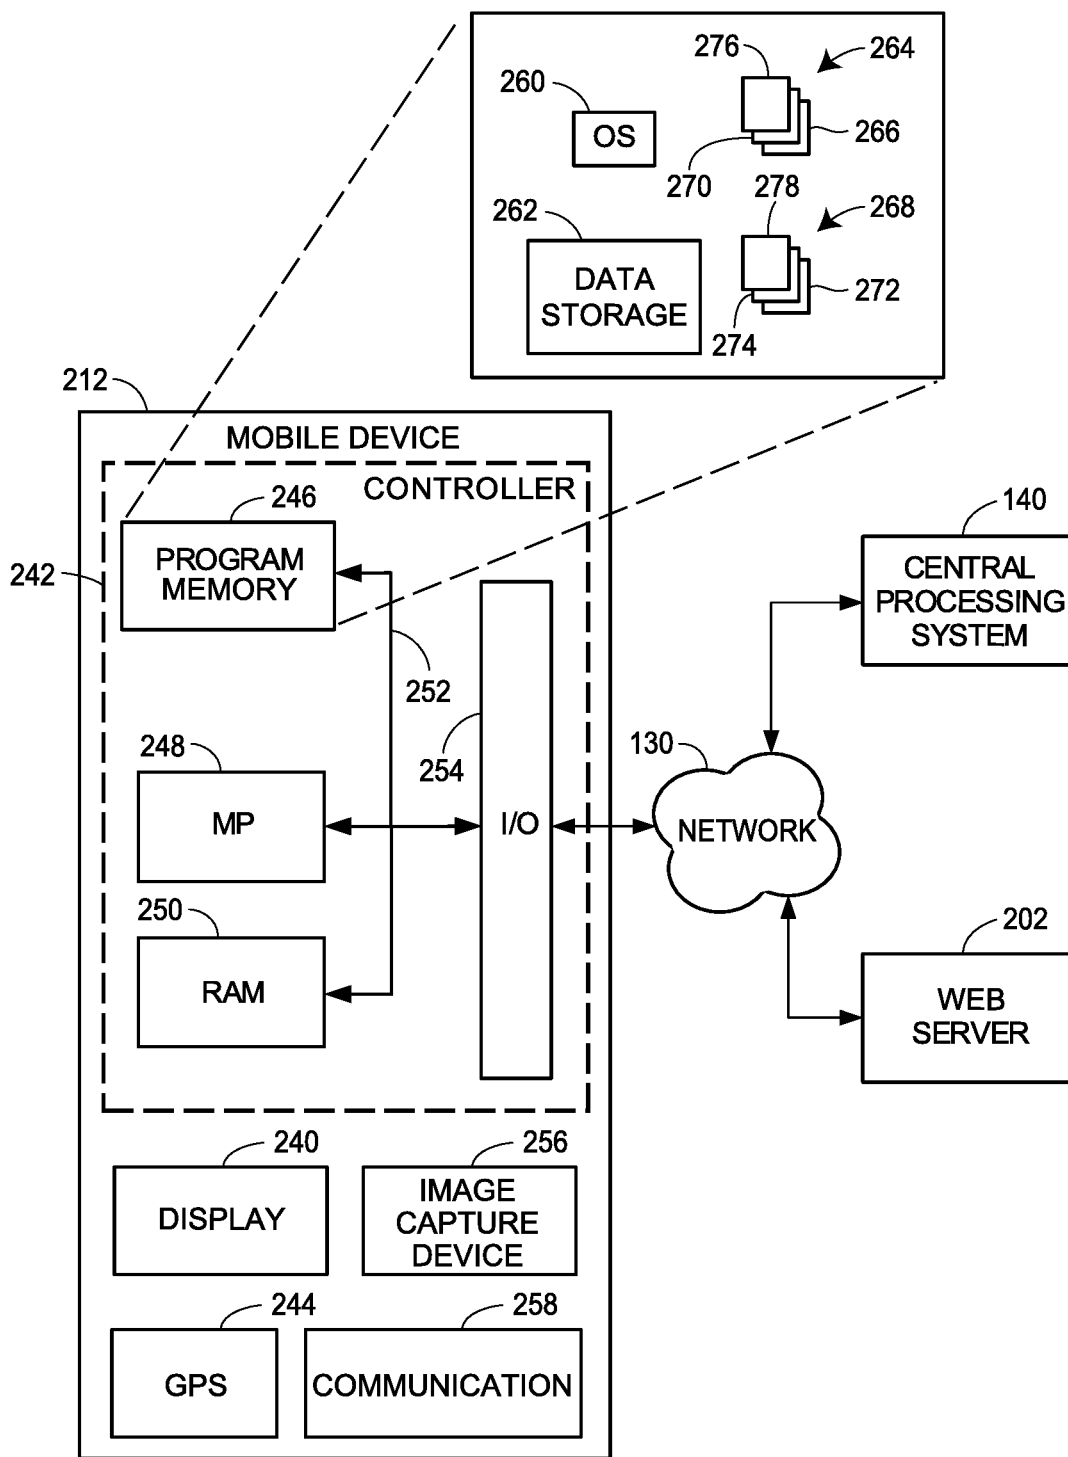 276
264
260
OS
266
270
278
262
268
DATA
STORAGE
272
274
212
MOBILE DEVICE
CONTROLLER
246
PROGRAM
MEMORY
242
252
254
140
CENTRAL
PROCESSING
SYSTEM
248
MP
I/O
130
NETWORK
250
RAM
202
WEB
SERVER
240
DISPLAY
256
IMAGE
CAPTURE
DEVICE
244
GPS
258
COMMUNICATION